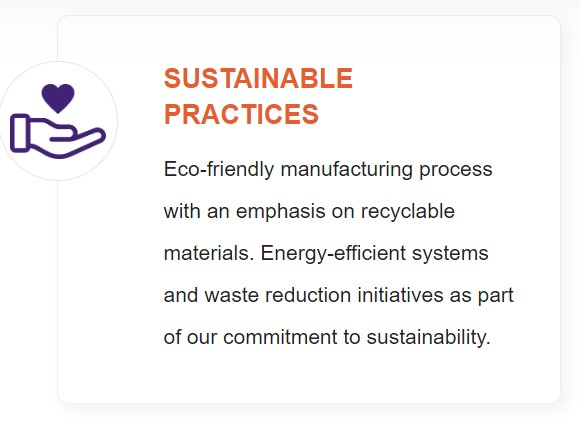 SUSTAINABLE
PRACTICES
Eco-friendly manufacturing process
with an emphasis on recyclable
materials. Energy-efficient systems
and waste reduction initiatives as part
of our commitment to sustainability.